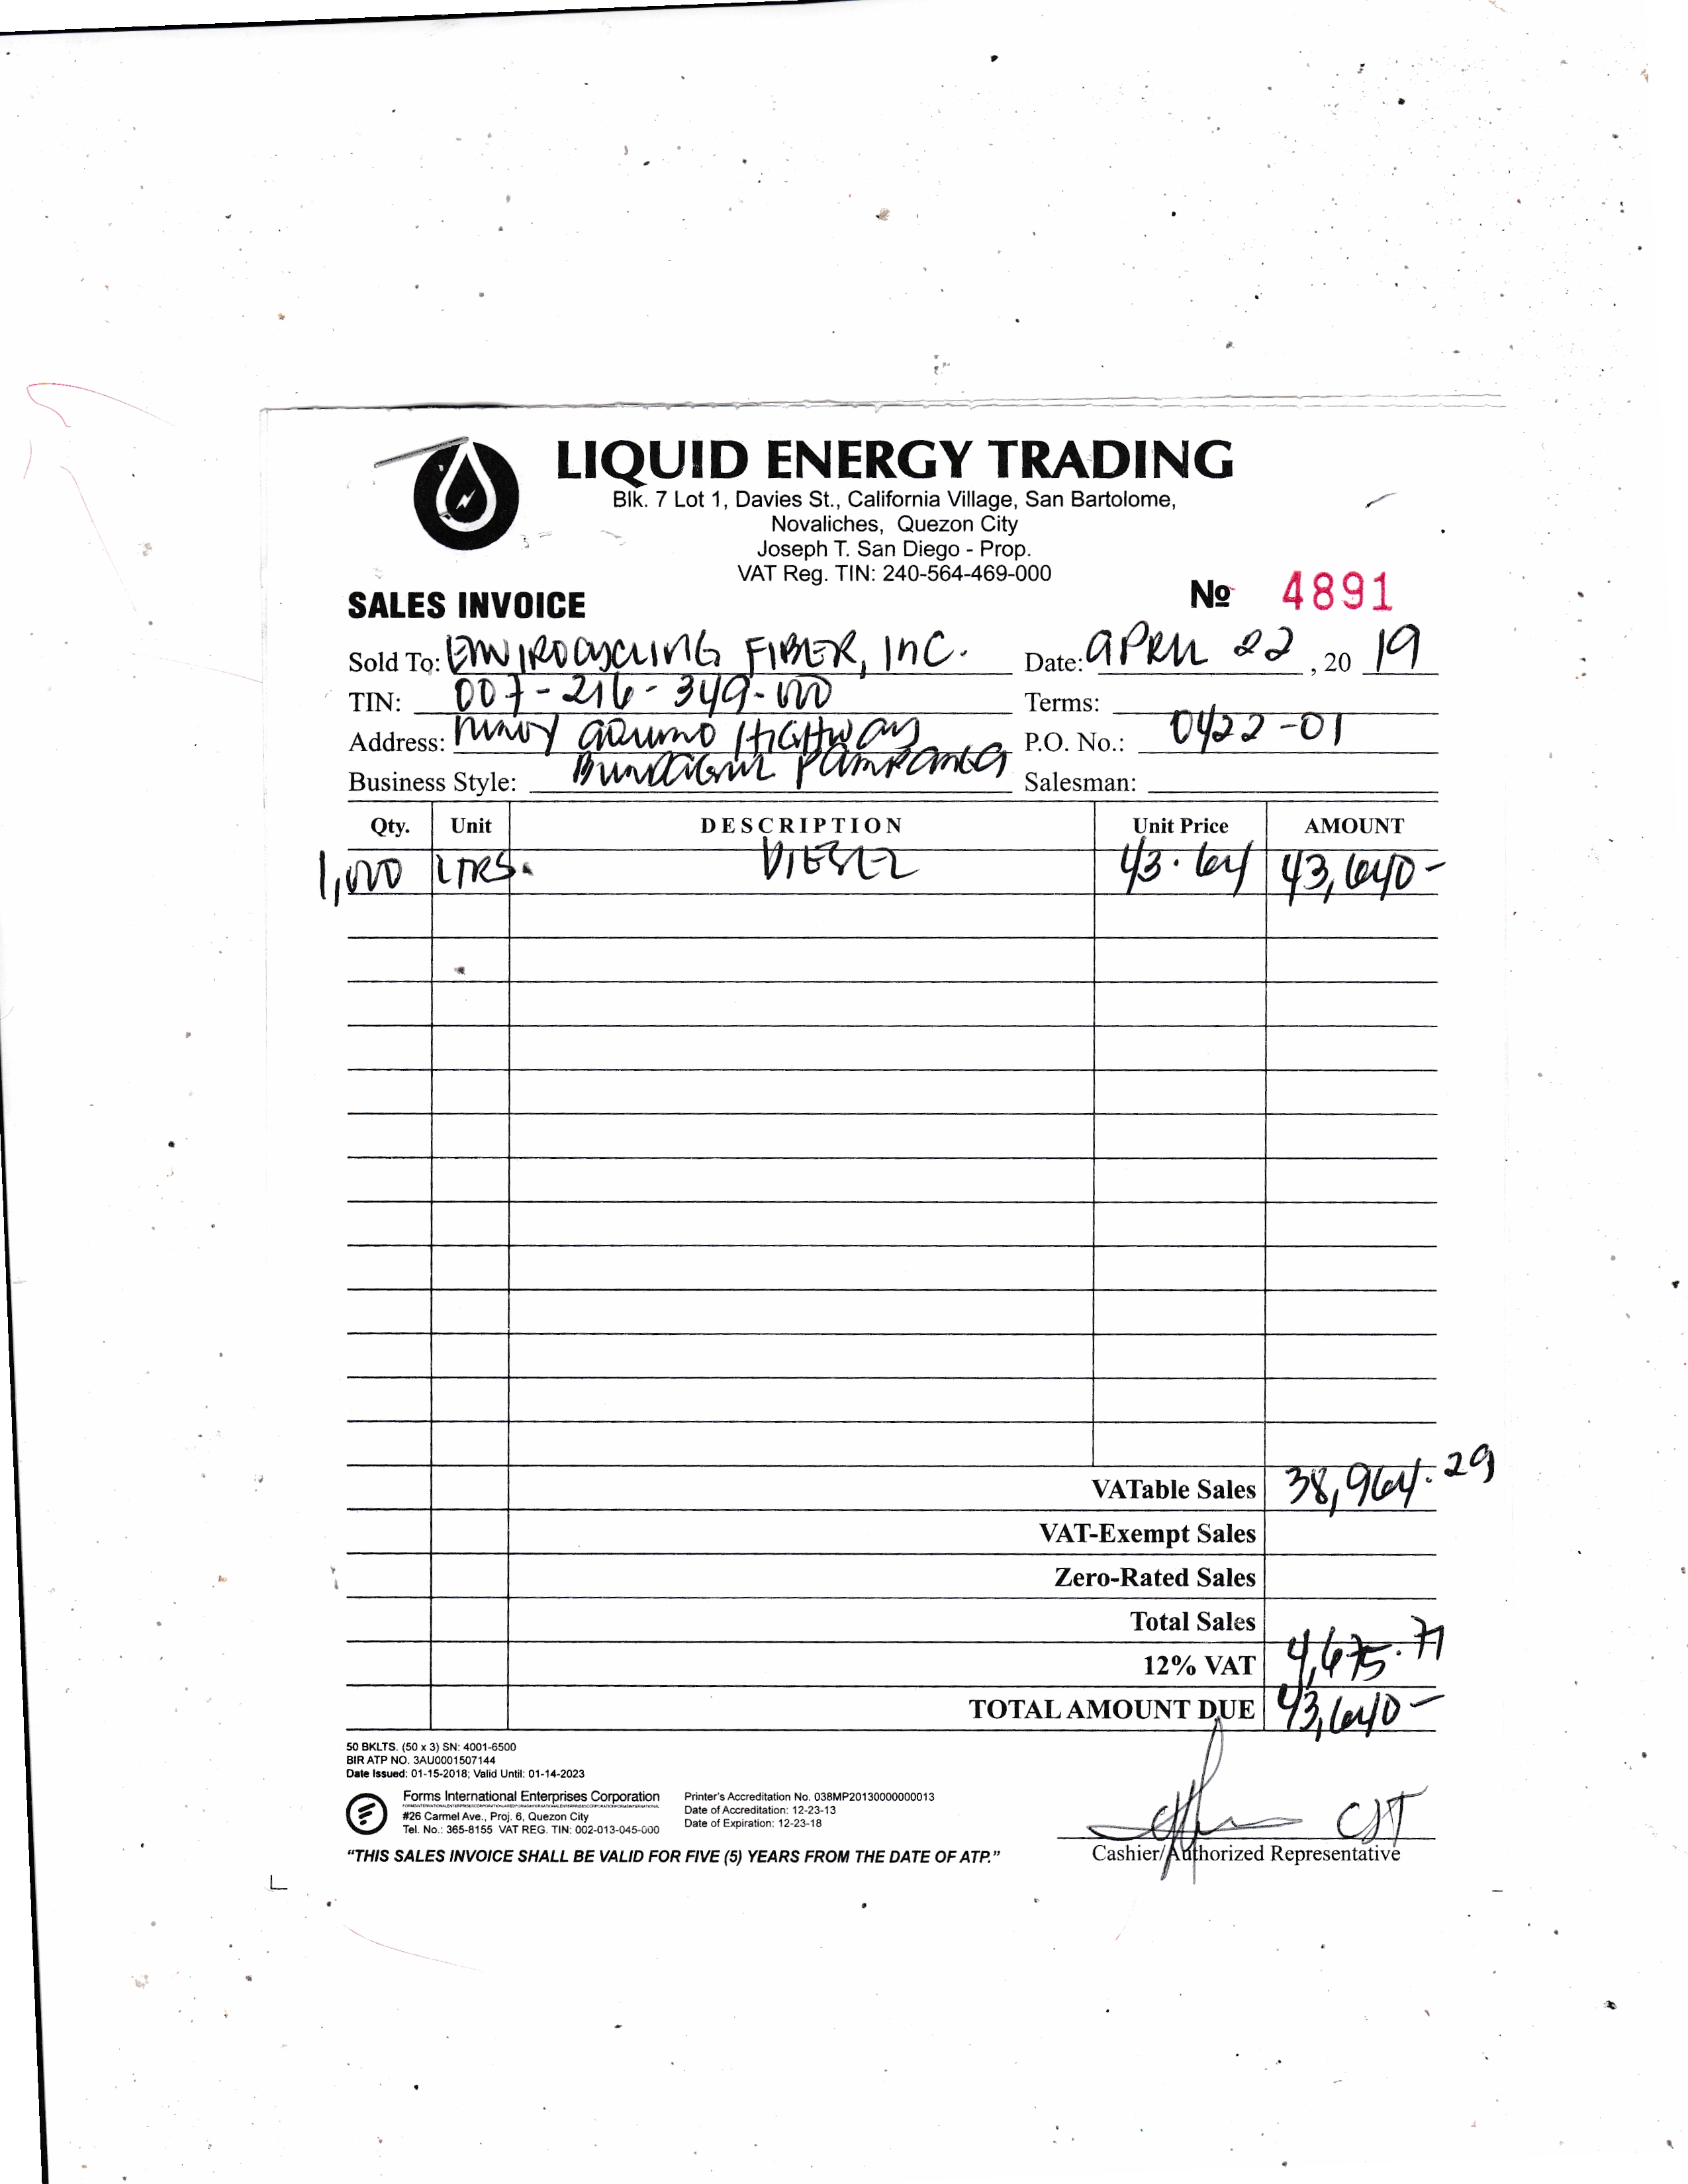 LIQUID ENERGY TRADING
Blk. 7 Lot 1, Davies St., California Village, San Bartolome,
Novaliches, Quezon City
Joseph T. San Diego - Prop.
VAT Reg. TIN: 240-564-469-000
SALES INVOICE
№ 4891
Sold To: ENVIROCYCLING FIBER, INC. Date: APRIL 22, 20 19
TIN: 007-216-349-000 Terms:
Address: HIGHWAY P.O. No.: 0422-01
PAMPANGA
Business Style: Salesman:
Qty. Unit DESCRIPTION Unit Price AMOUNT
1,000 LTRS. DIESEL 43.64 43,640-
VATable Sales 38,964.29
VAT-Exempt Sales
Zero-Rated Sales
Total Sales
12% VAT 4,675.71
TOTAL AMOUNT DUE 43,640-
50 BKLTS. (50 x 3) SN: 4001-6500
BIR ATP NO. 3AU0001507144
Date Issued: 01-15-2018; Valid Until: 01-14-2023
Forms International Enterprises Corporation
#26 Carmel Ave., Proj. 6, Quezon City
Tel. No.: 365-8155 VAT REG. TIN: 002-013-045-000
Printer's Accreditation No. 038MP20130000000013
Date of Accreditation: 12-23-13
Date of Expiration: 12-23-18
"THIS SALES INVOICE SHALL BE VALID FOR FIVE (5) YEARS FROM THE DATE OF ATP."
Cashier/Authorized Representative